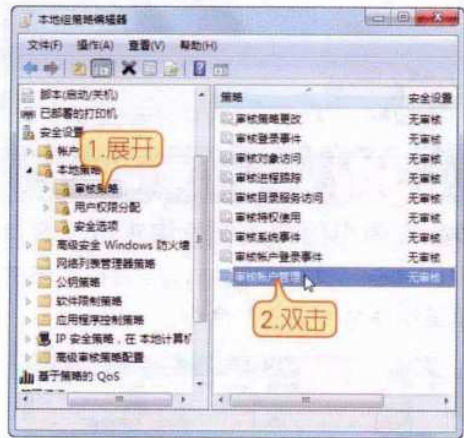 本地组策略编辑器
文件(F) 操作(A) 查看(V) 帮助(H)
脚本(启动/关机)
已部署的打印机
安全设置
帐户
1.展开
本地策略
审核策略
用户权限分配
安全选项
高级安全 Windows 防火墙
网络列表管理器策略
公钥策略
软件限制策略
应用程序控制策略
IP 安全策略，在 本地计算机
高级审核策略配置
基于策略的 QoS
策略 安全设置
审核策略更改 无审核
审核登录事件 无审核
审核对象访问 无审核
审核进程跟踪 无审核
审核目录服务访问 无审核
审核特权使用 无审核
审核系统事件 无审核
审核帐户登录事件 无审核
审核帐户管理 无审核
2.双击